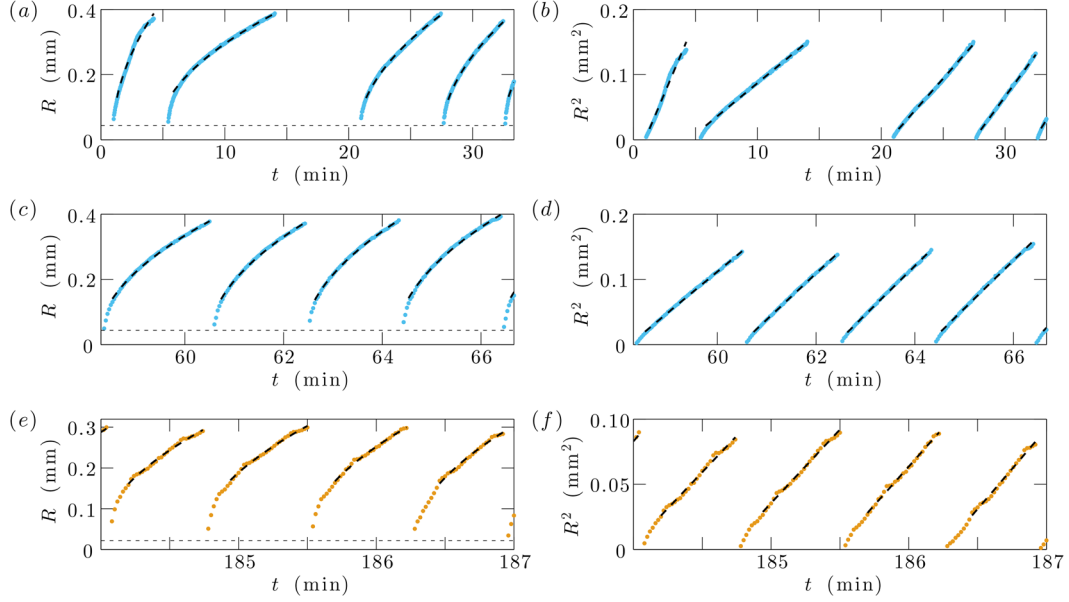 (a)
0.4
0.2
0
R (mm)
0 10 20 30
t (min)
(b)
0.2
0.1
0
R² (mm²)
0 10 20 30
t (min)
(c)
0.4
0.2
0
R (mm)
60 62 64 66
t (min)
(d)
0.2
0.1
0
R² (mm²)
60 62 64 66
t (min)
(e)
0.3
0.2
0.1
0
R (mm)
185 186 187
t (min)
(f)
0.10
0.05
0
R² (mm²)
185 186 187
t (min)